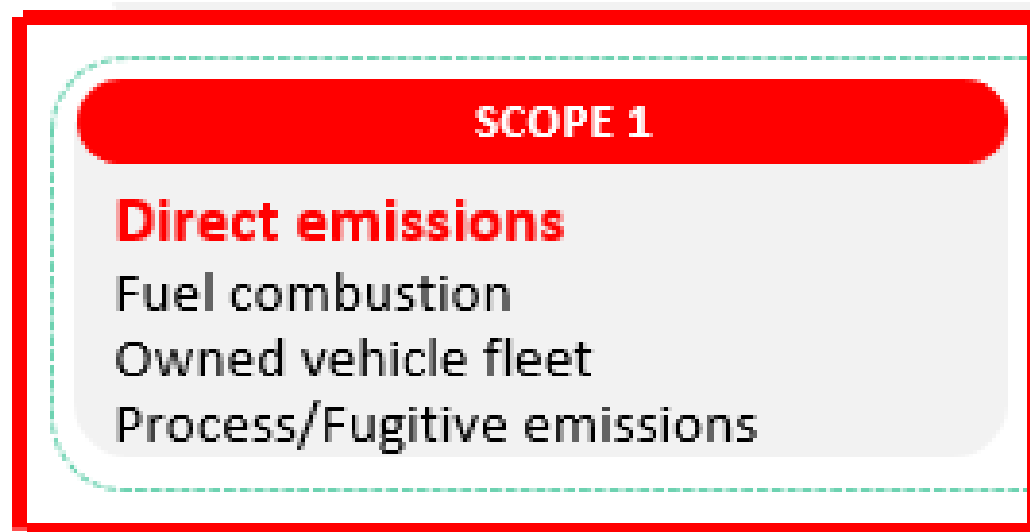 SCOPE 1
Direct emissions
Fuel combustion
Owned vehicle fleet
Process/Fugitive emissions